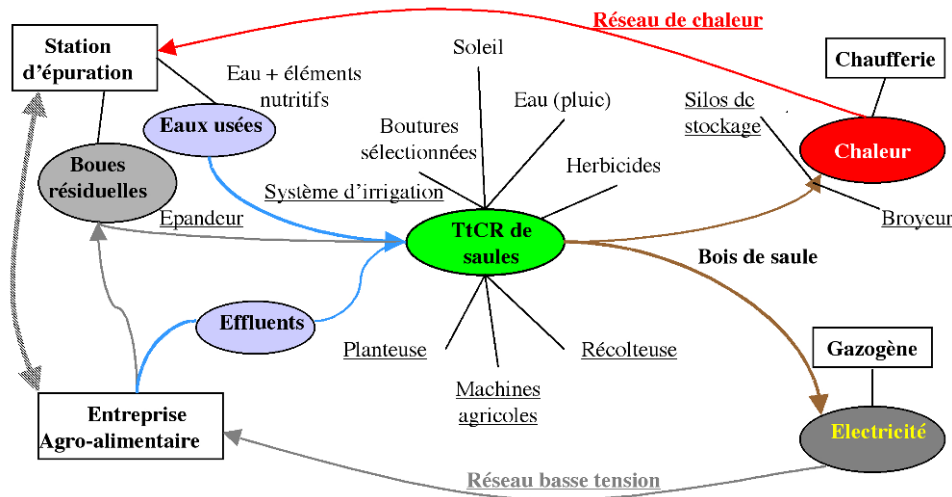 Réseau de chaleur
Station
d'épuration
Soleil
Chaufferie
Eau + éléments
nutritifs
Eau (pluie)
Silos de
stockage
Eaux usées
Boutures
sélectionnées
Chaleur
Boues
résiduelles
Herbicides
Système d'irrigation
Epandeur
Broyeur
TtCR de
saules
Bois de saule
Effluents
Planteuse
Récolteuse
Gazogène
Machines
agricoles
Entreprise
Agro-alimentaire
Electricité
Réseau basse tension